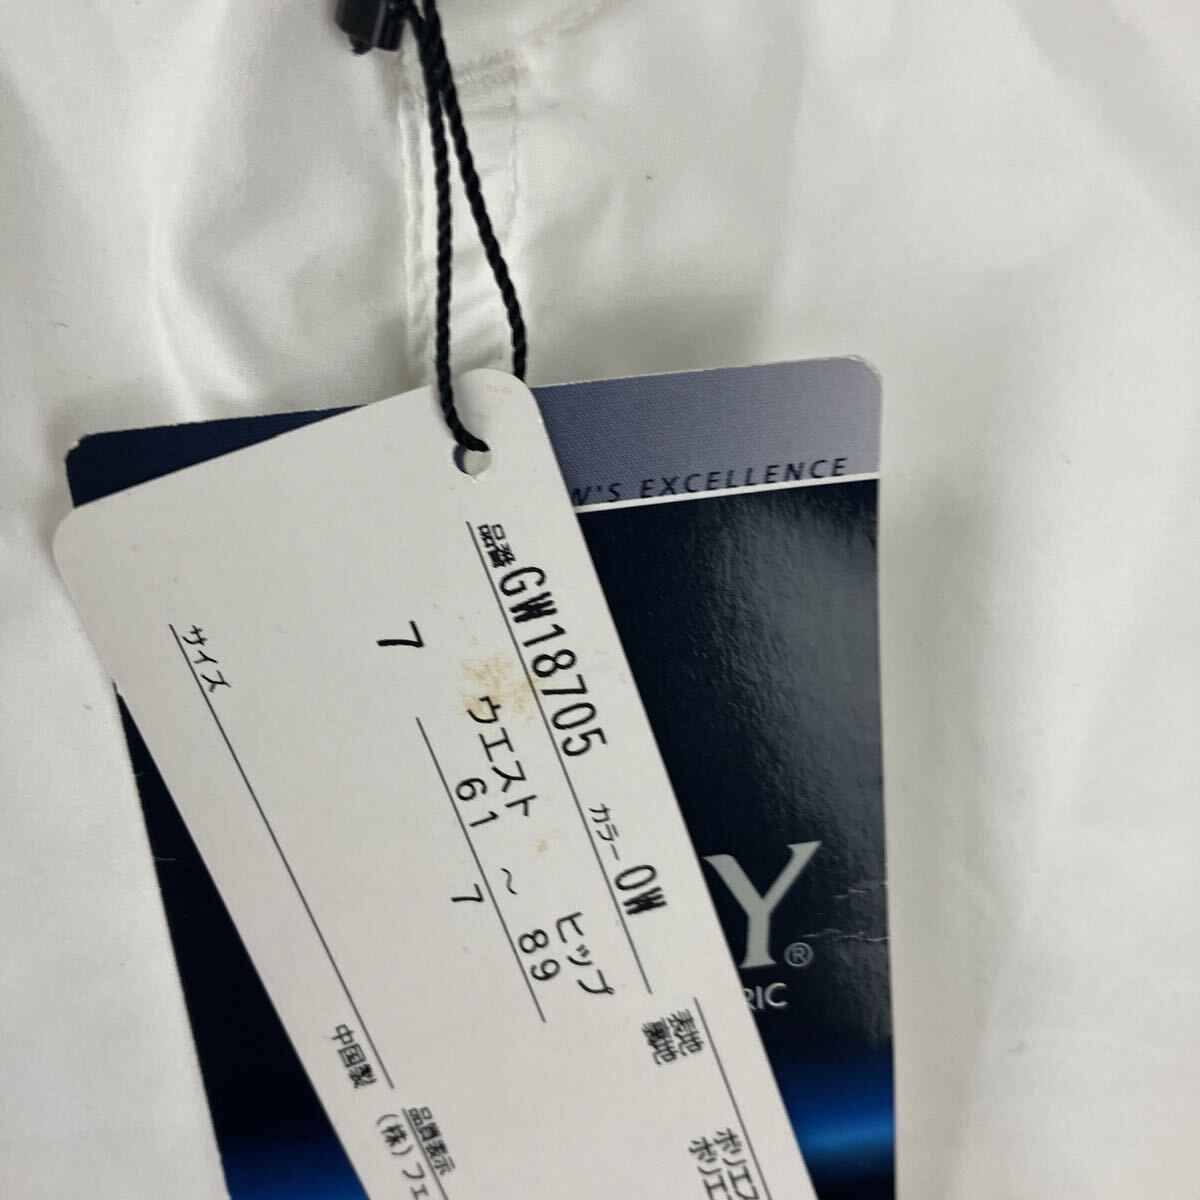 品番 GW18705 カラー OW
ウエスト ヒップ
61 ~ 89
7
7
サイズ
表地 ポリエス
裏地 ポリエ
中国製
品質表示
(株)フェ
W'S EXCELLENCE
Y®
RIC